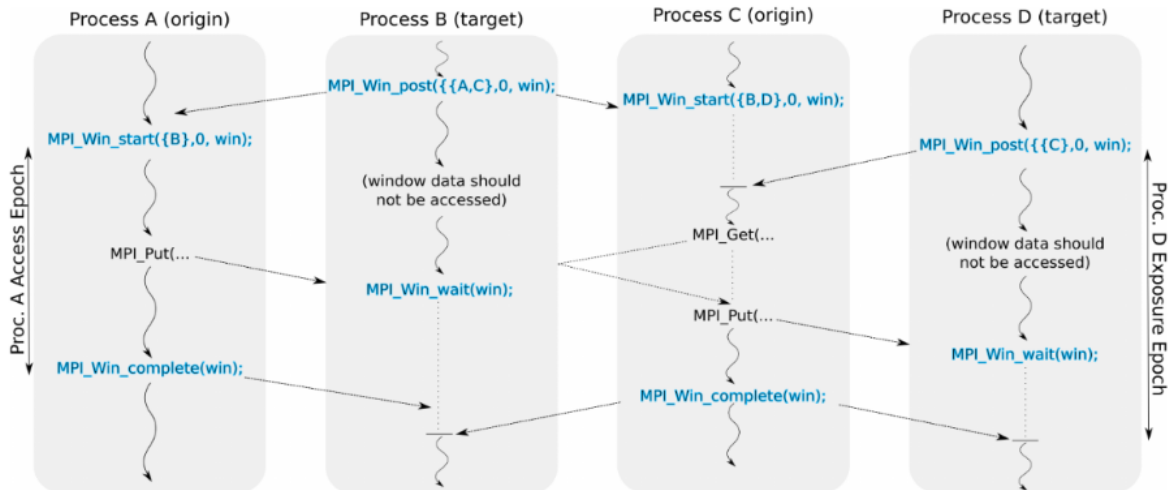 Process A (origin)
Process B (target)
Process C (origin)
Process D (target)
MPI_Win_post({{A,C},0, win);
MPI_Win_start({B,D},0, win);
MPI_Win_start({B},0, win);
MPI_Win_post({{C},0, win);
(window data should
not be accessed)
MPI_Get(...
(window data should
not be accessed)
MPI_Put(...
MPI_Win_wait(win);
MPI_Put(...
MPI_Win_wait(win);
MPI_Win_complete(win);
MPI_Win_complete(win);
Proc. A Access Epoch
Proc. D Exposure Epoch